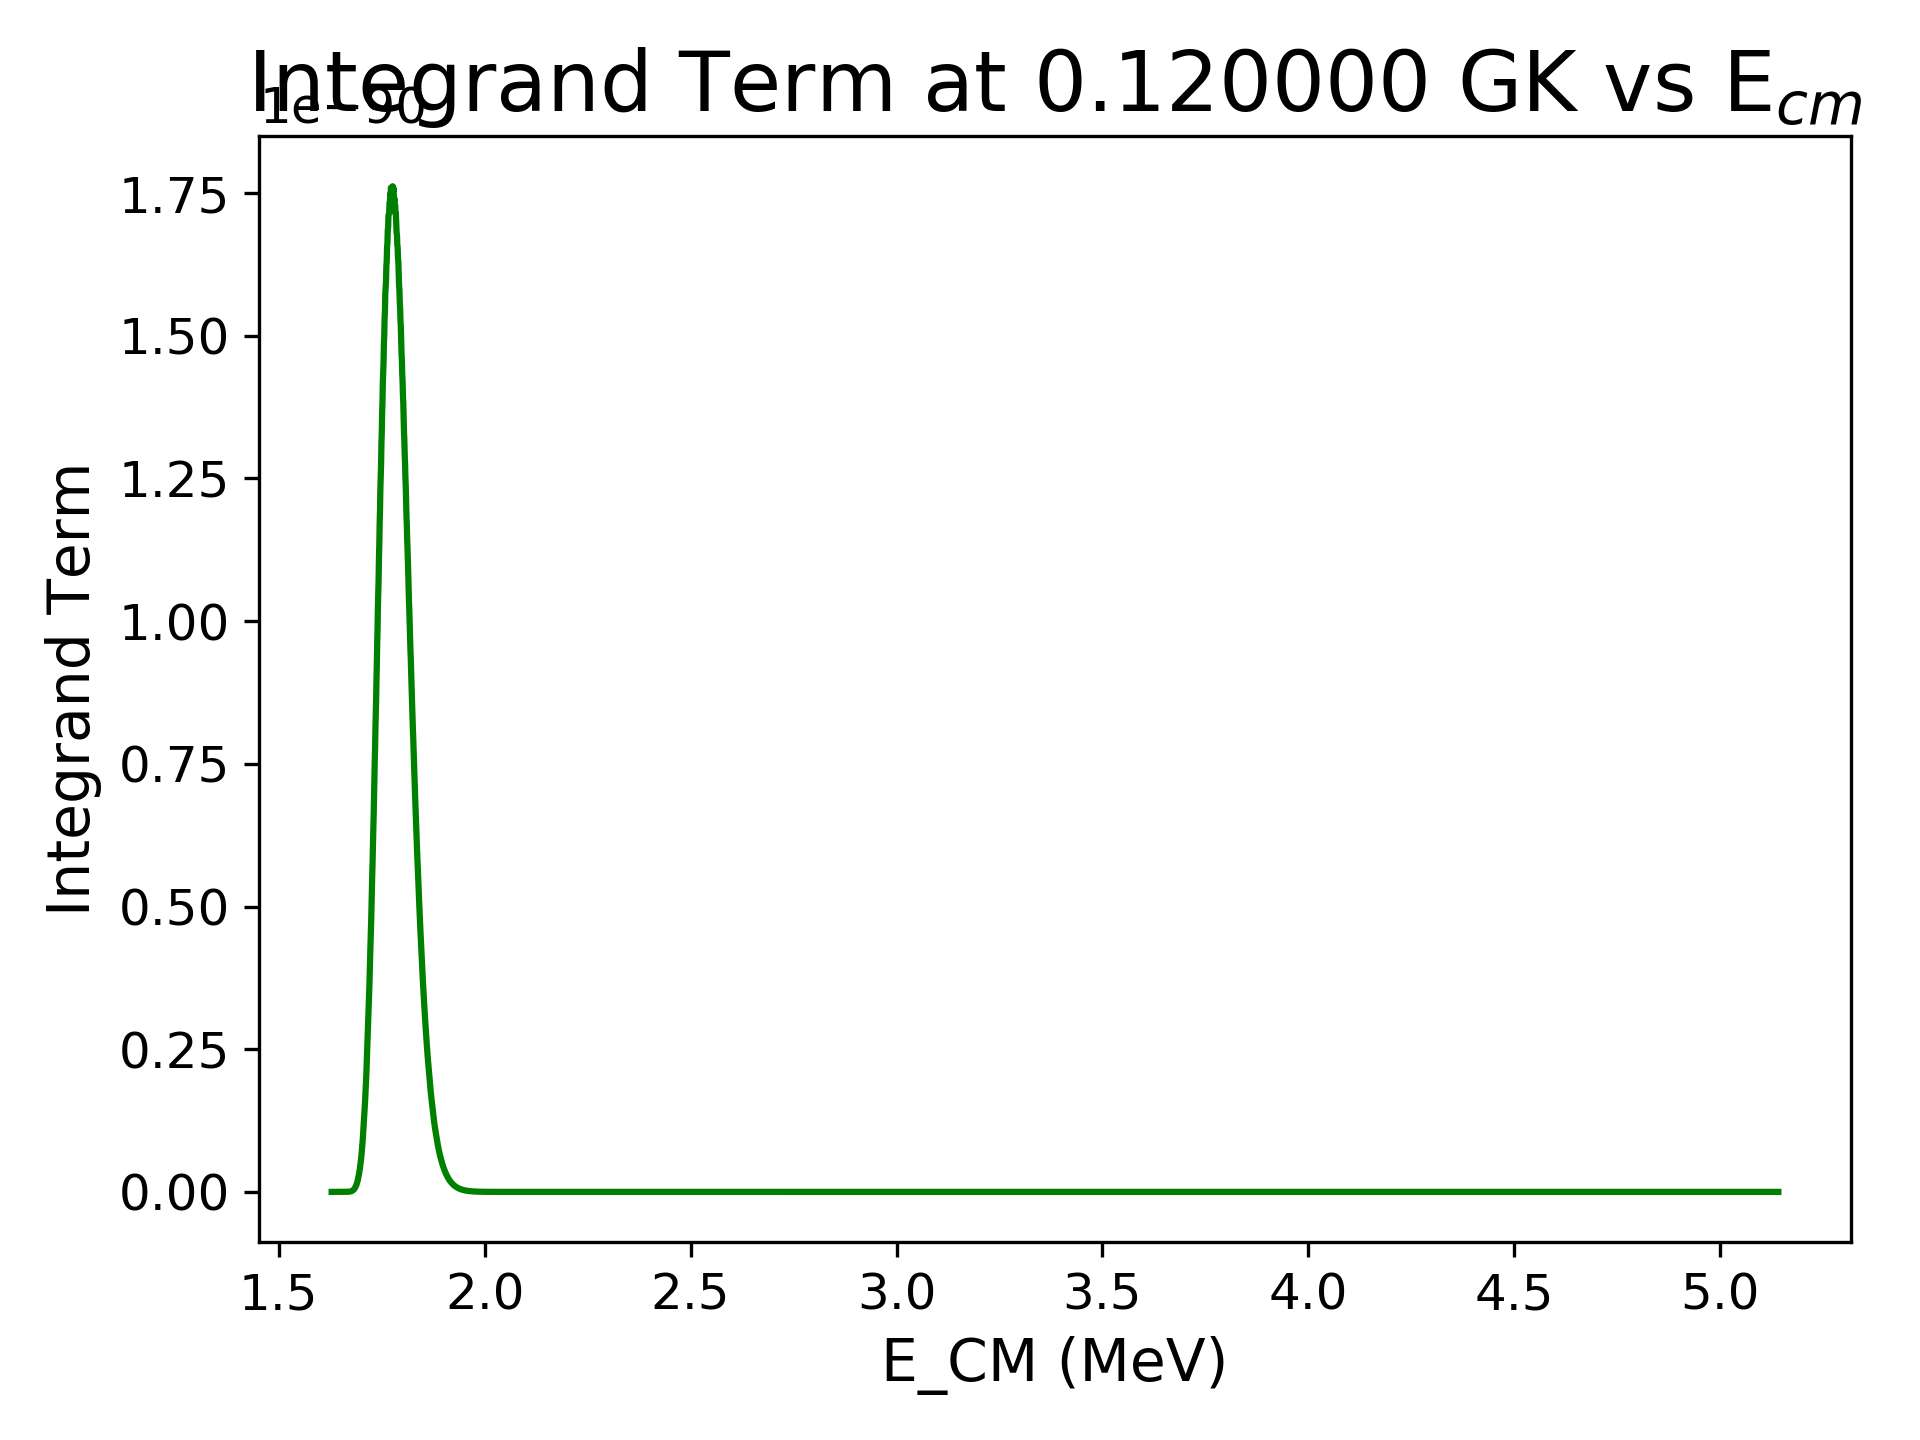 Integrand Term at 0.120000 GK vs E_cm
1e−90
1.75
1.50
1.25
1.00
0.75
0.50
0.25
0.00
Integrand Term
1.5 2.0 2.5 3.0 3.5 4.0 4.5 5.0
E_CM (MeV)